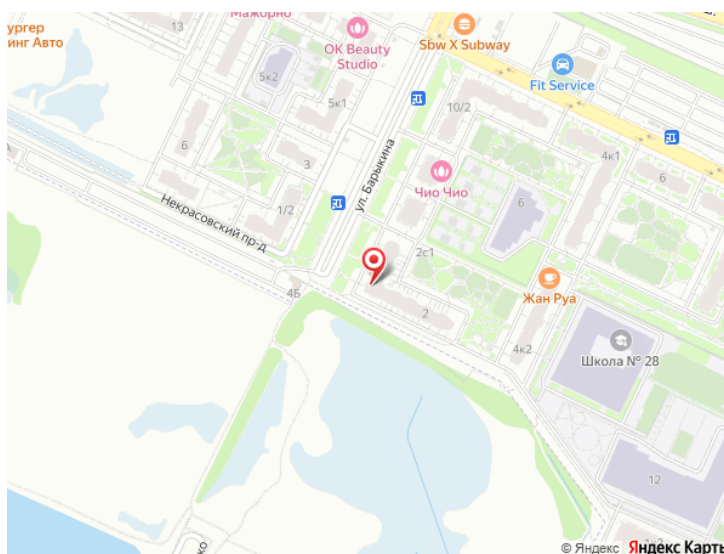 Мажорно
13
ургер
инг Авто
OK Beauty
Studio
Sbw X Subway
Fit Service
5к2
5к1
10/2
6
3
ул. Барыкина
Чио Чио
4к1
6
6
1/2
Некрасовский пр-д
2с1
4Б
Жан Руа
2
4к2
Школа № 28
12
1к2
ко
© Яндекс Яндекс Карты